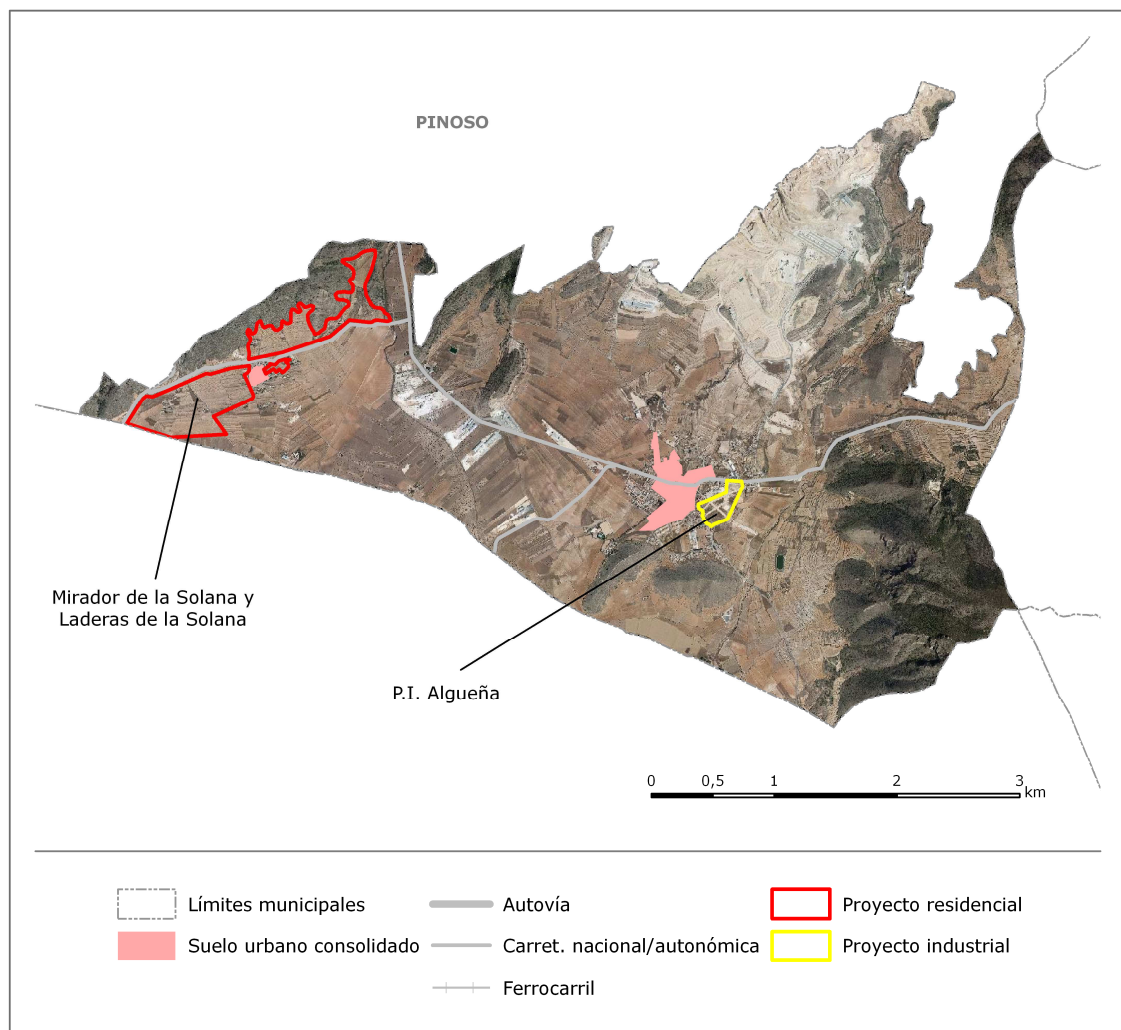 PINOSO
Mirador de la Solana y
Laderas de la Solana
P.I. Algueña
0 0,5 1 2 3
km
Límites municipales
Suelo urbano consolidado
Autovía
Carret. nacional/autonómica
Ferrocarril
Proyecto residencial
Proyecto industrial